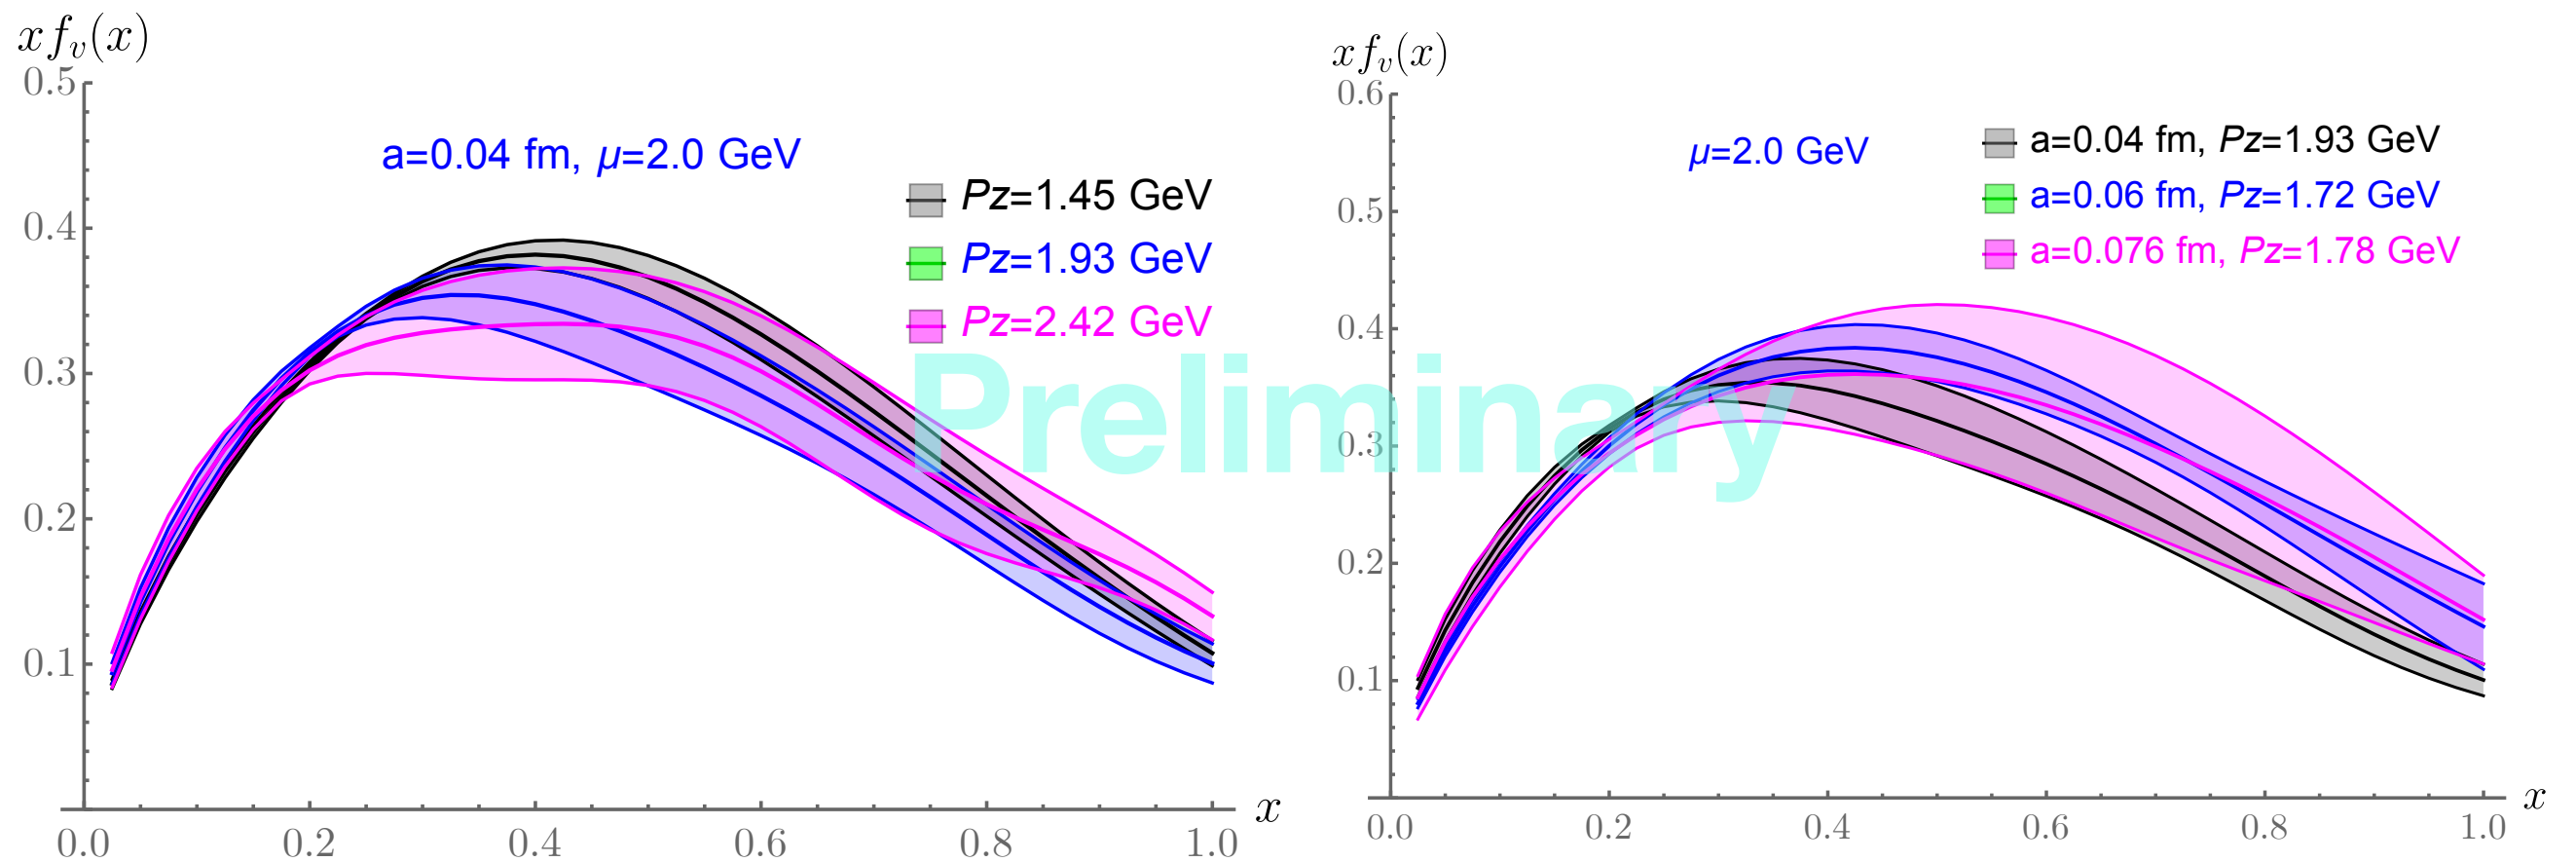 xf_v(x)
0.5
0.4
0.3
0.2
0.1
0.0 0.2 0.4 0.6 0.8 1.0
x
a=0.04 fm, μ=2.0 GeV
Pz=1.45 GeV
Pz=1.93 GeV
Pz=2.42 GeV
Preliminary
xf_v(x)
0.6
0.5
0.4
0.3
0.2
0.1
0.0 0.2 0.4 0.6 0.8 1.0
x
μ=2.0 GeV
a=0.04 fm, Pz=1.93 GeV
a=0.06 fm, Pz=1.72 GeV
a=0.076 fm, Pz=1.78 GeV